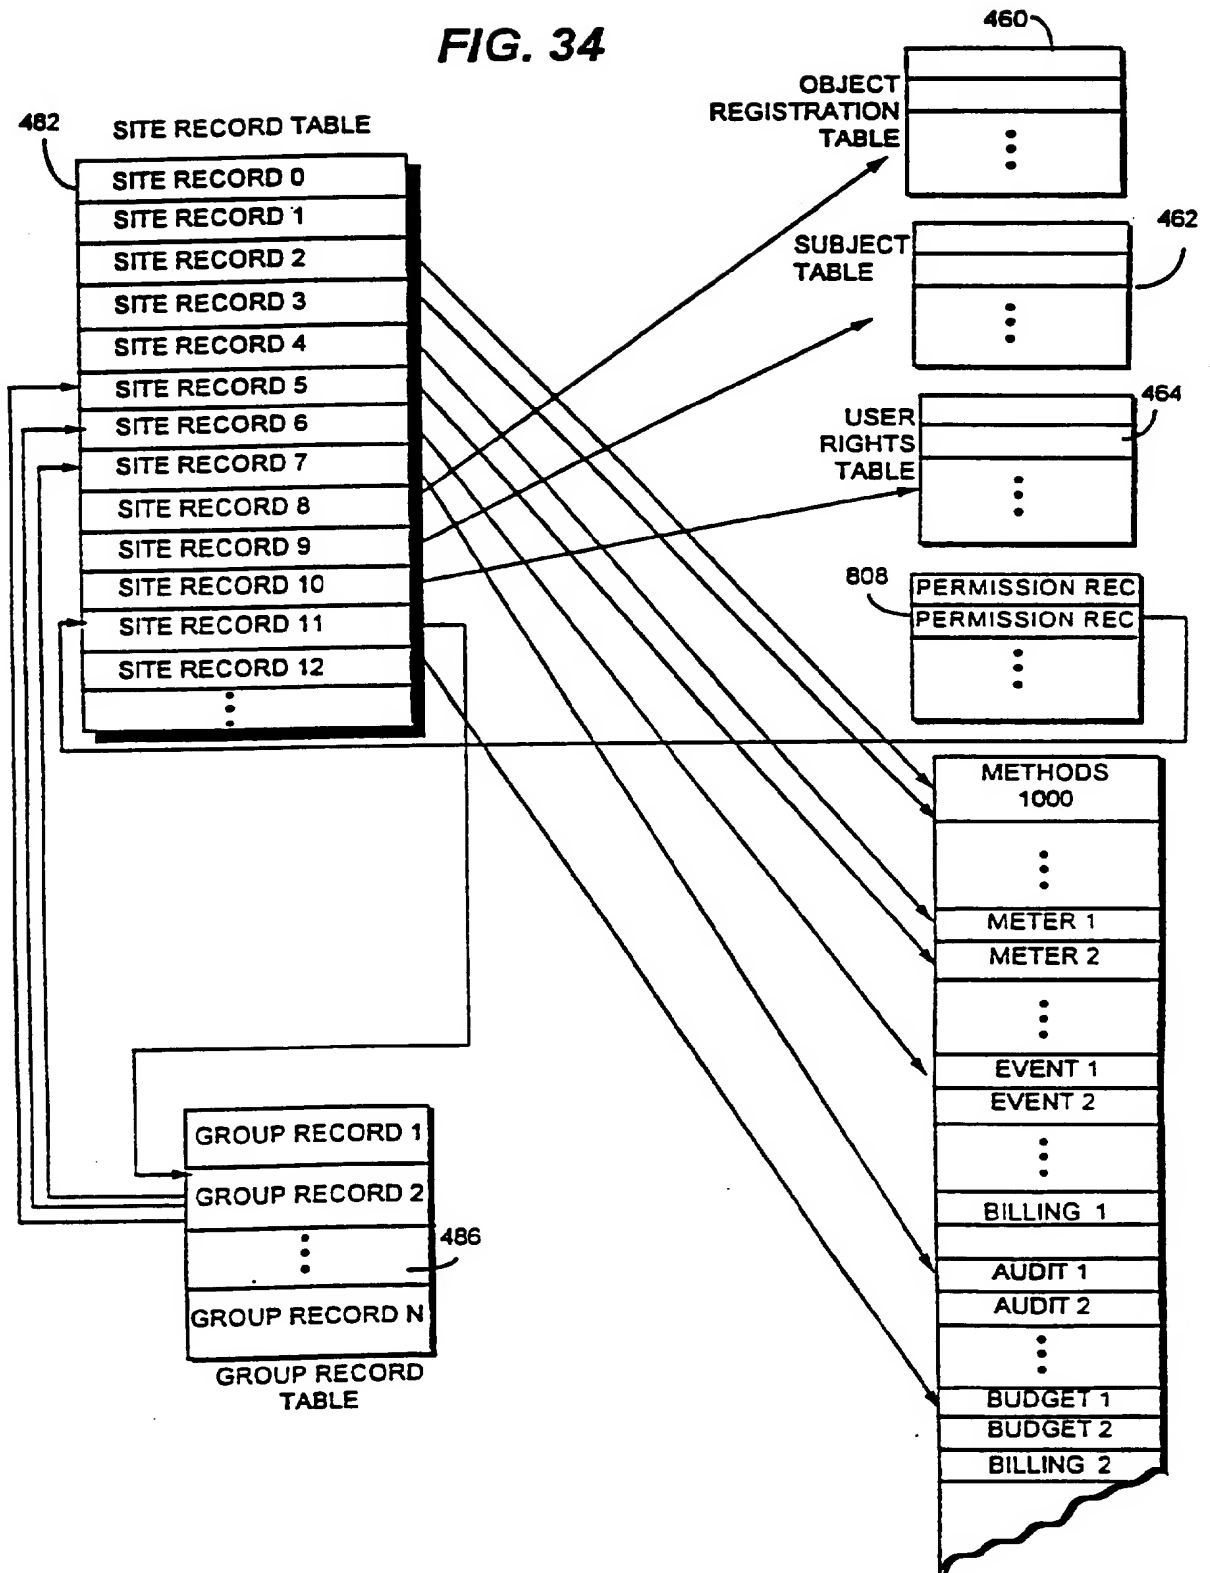 FIG. 34
482
SITE RECORD TABLE
SITE RECORD 0
SITE RECORD 1
SITE RECORD 2
SITE RECORD 3
SITE RECORD 4
SITE RECORD 5
SITE RECORD 6
SITE RECORD 7
SITE RECORD 8
SITE RECORD 9
SITE RECORD 10
SITE RECORD 11
SITE RECORD 12
460
OBJECT
REGISTRATION
TABLE
SUBJECT
TABLE
462
USER
RIGHTS
TABLE
464
808
PERMISSION REC
PERMISSION REC
METHODS
1000
METER 1
METER 2
EVENT 1
EVENT 2
BILLING 1
AUDIT 1
AUDIT 2
BUDGET 1
BUDGET 2
BILLING 2
GROUP RECORD 1
GROUP RECORD 2
486
GROUP RECORD N
GROUP RECORD
TABLE